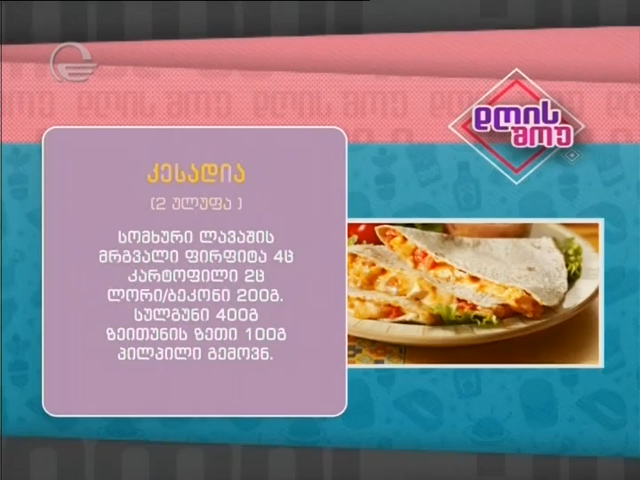 დღის
შოუ
კესადია
(2 ულუფა )
სომხური ლავაშის
მრგვალი ფირფიტა 4ც
კარტოფილი 2ც
ლორი/ბეკონი 200გ.
სულგუნი 400გ
ზეითუნის ზეთი 100გ
პილპილი გემოვნ.